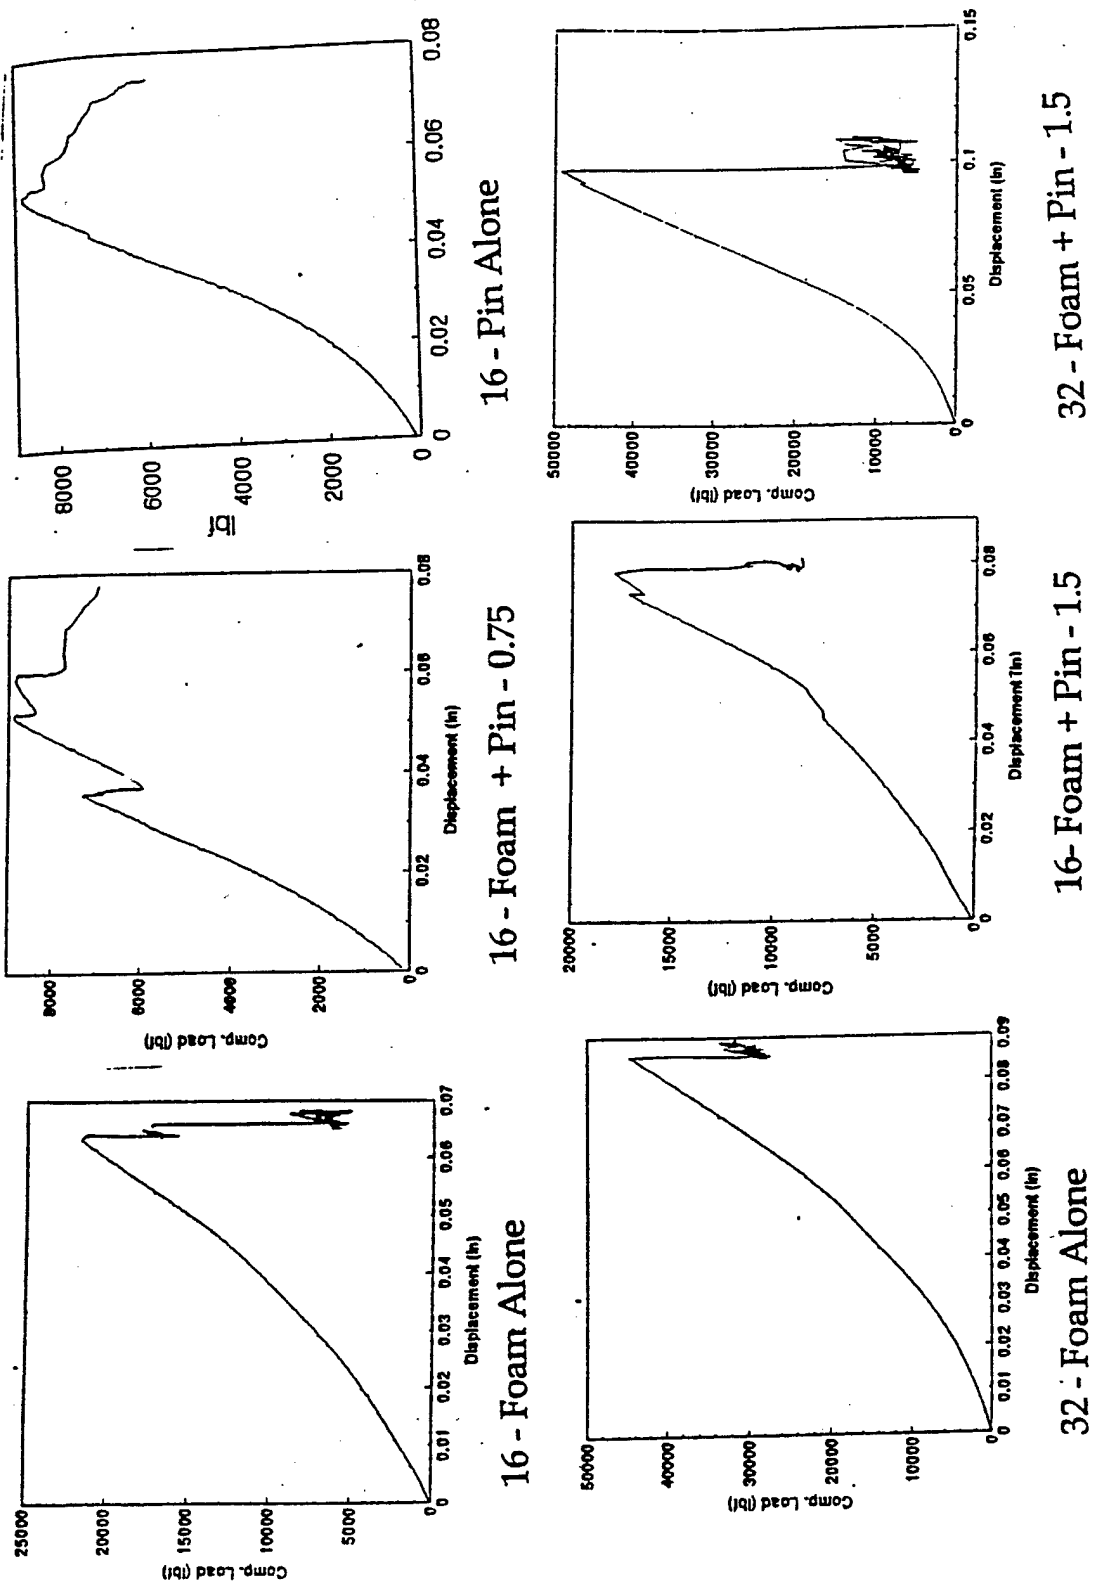 25000
20000
15000
10000
5000
0
Comp. Load (lbf)
0 0.01 0.02 0.03 0.04 0.05 0.06 0.07
Displacement (in)
16 - Foam Alone
8000
6000
4000
2000
0
Comp. Load (lbf)
0 0.02 0.04 0.06 0.08
Displacement (in)
16 - Foam + Pin - 0.75
8000
6000
4000
2000
0
lbf
0 0.02 0.04 0.06 0.08
16 - Pin Alone
50000
40000
30000
20000
10000
0
Comp. Load (lbf)
0 0.01 0.02 0.03 0.04 0.05 0.06 0.07 0.08 0.09
Displacement (in)
32 - Foam Alone
20000
15000
10000
5000
0
Comp. Load (lbf)
0 0.02 0.04 0.06 0.08
Displacement Tin)
16- Foam + Pin - 1.5
50000
40000
30000
20000
10000
0
Comp. Load (lbf)
0 0.05 0.1 0.15
Displacement (in)
32 - Foam + Pin - 1.5